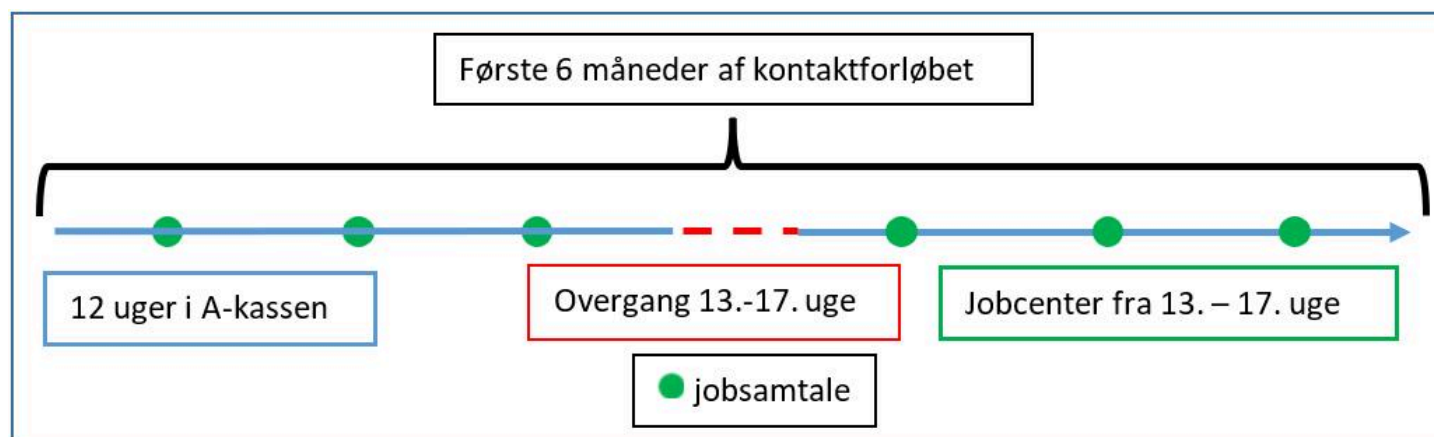 Første 6 måneder af kontaktforløbet
12 uger i A-kassen
Overgang 13.-17. uge
Jobcenter fra 13. – 17. uge
jobsamtale